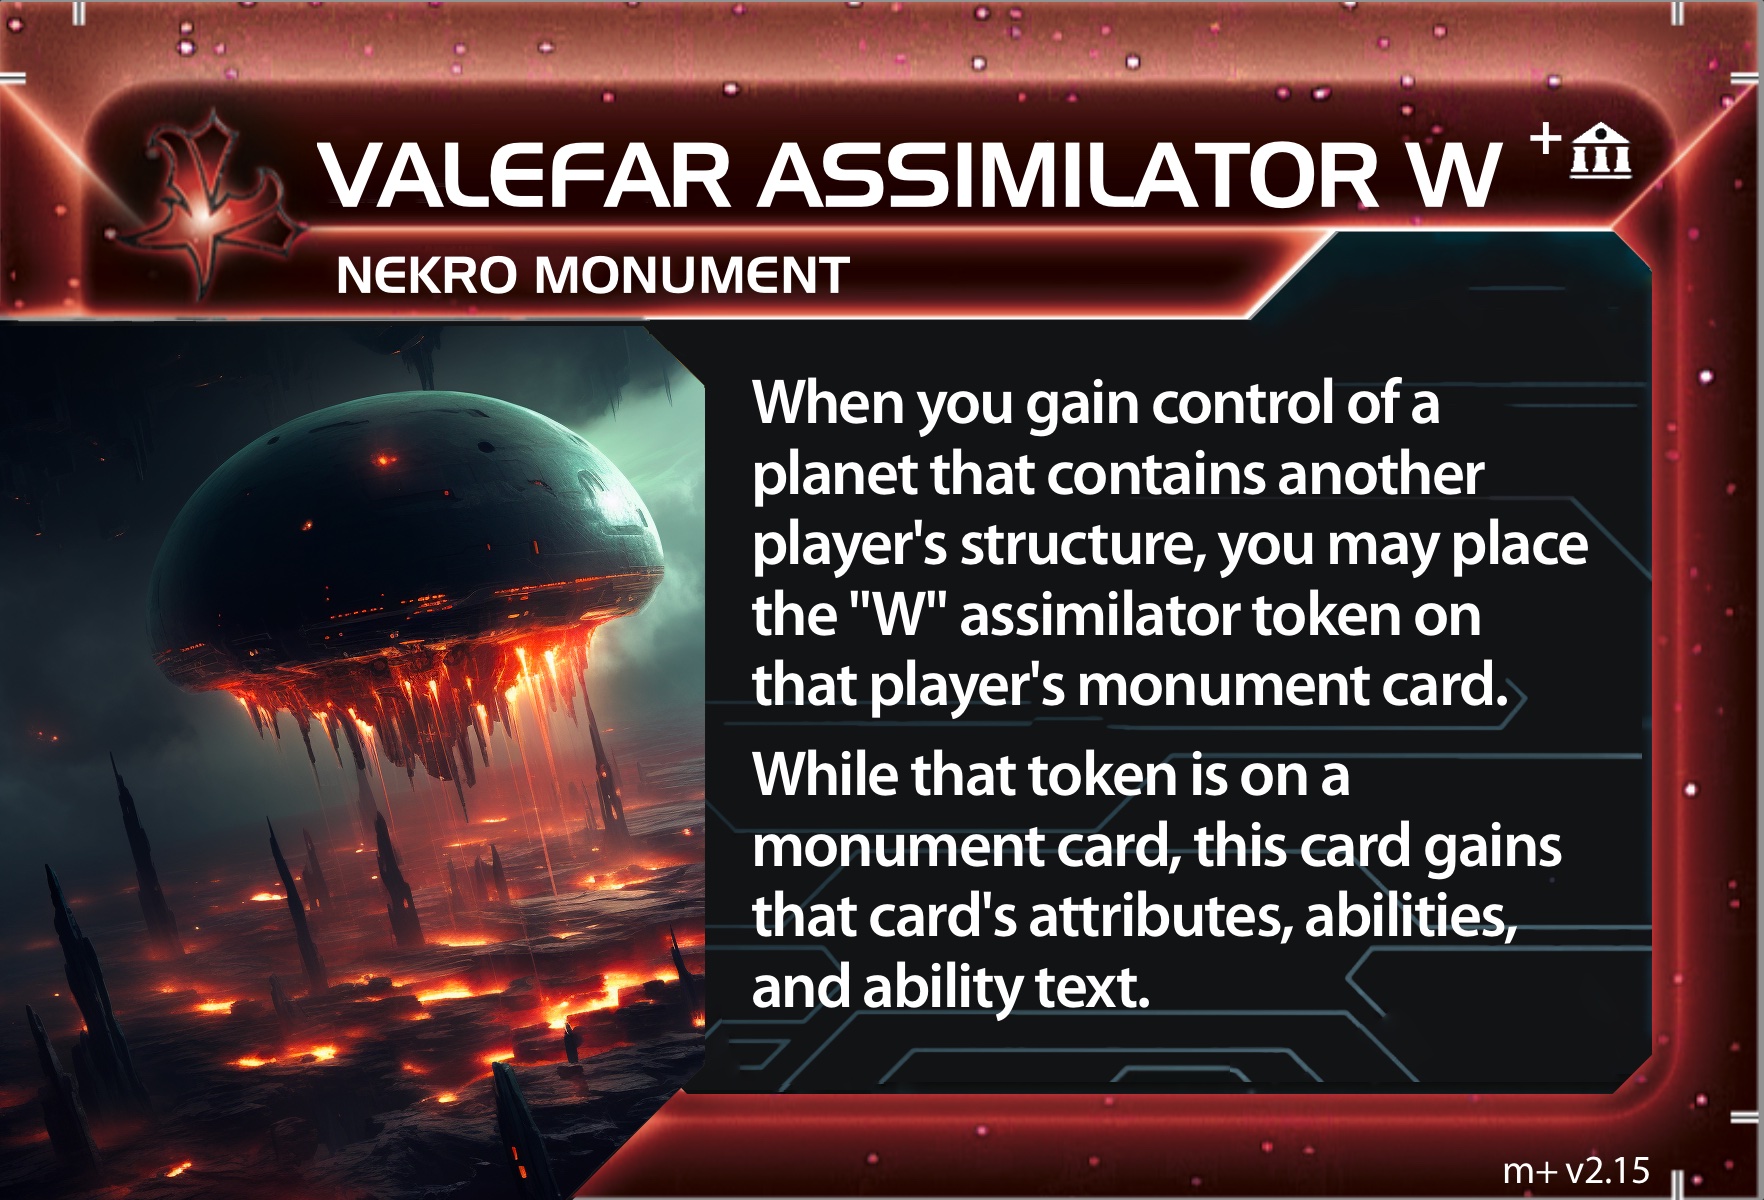 VALEFAR ASSIMILATOR W +
NEKRO MONUMENT
When you gain control of a
planet that contains another
player's structure, you may place
the "W" assimilator token on
that player's monument card.
While that token is on a
monument card, this card gains
that card's attributes, abilities,
and ability text.
m+ v2.15